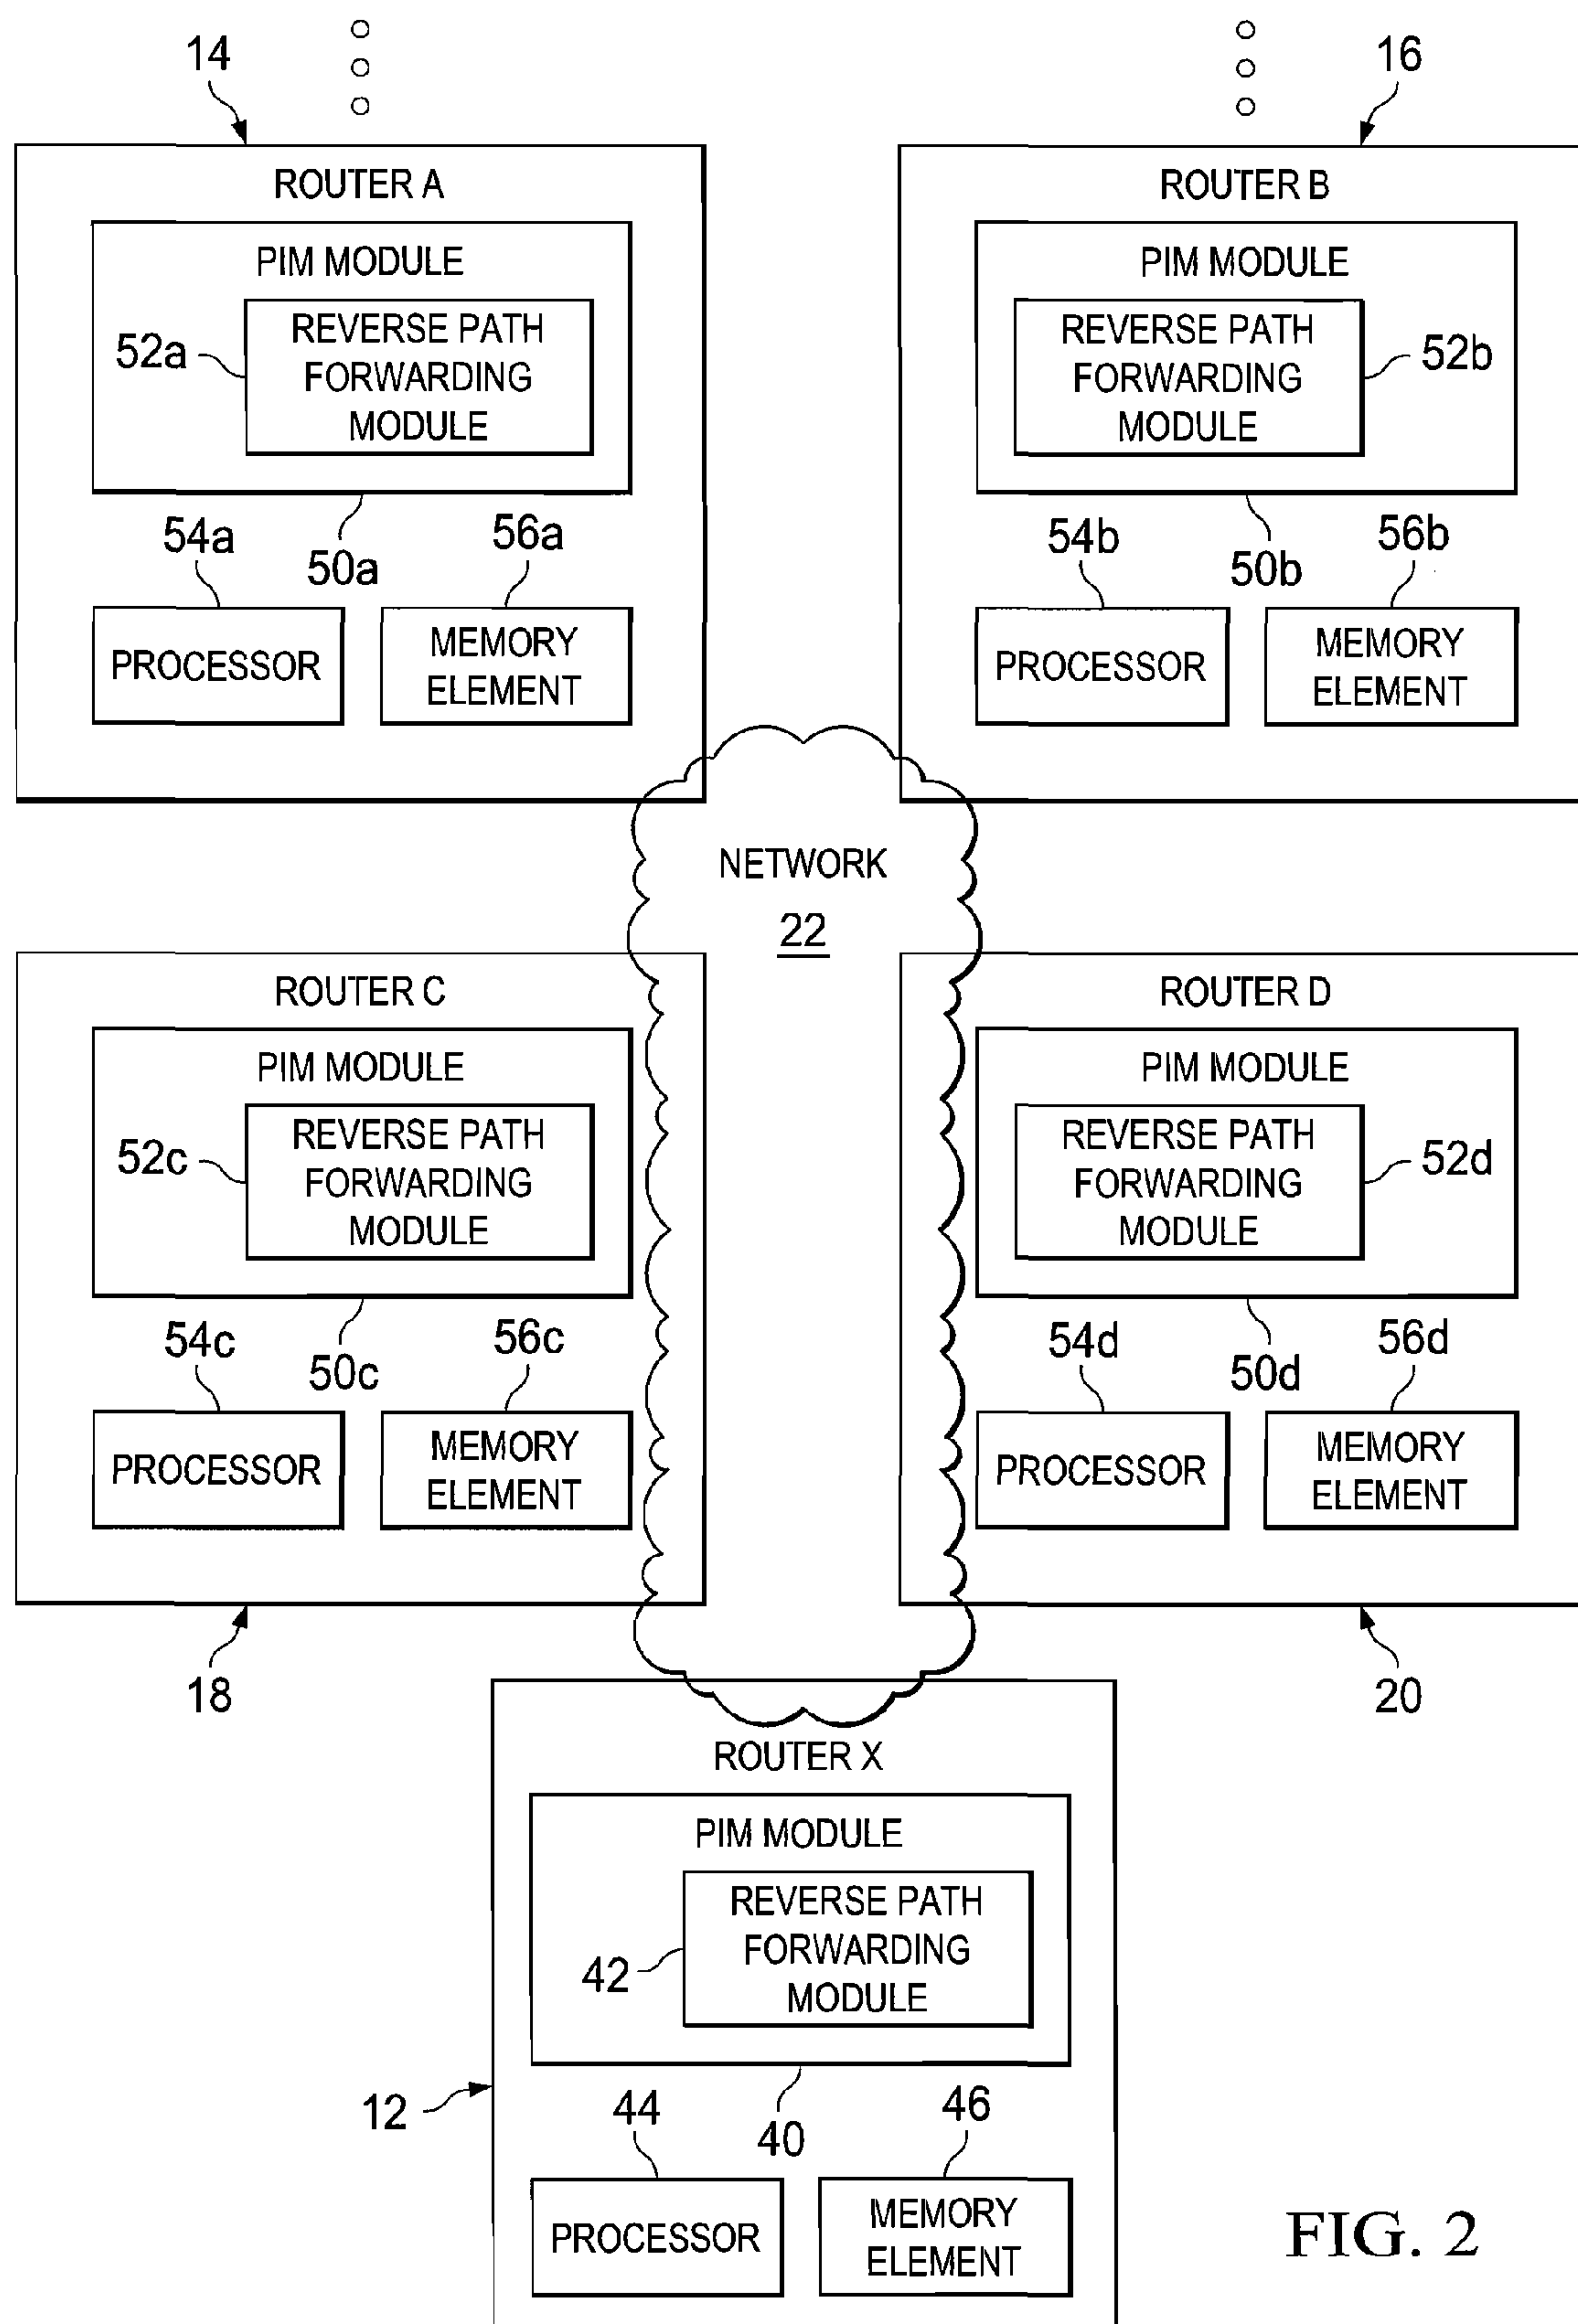 14
16
ROUTER A
PIM MODULE
52a
REVERSE PATH
FORWARDING
MODULE
54a
50a
56a
PROCESSOR
MEMORY
ELEMENT
ROUTER B
PIM MODULE
REVERSE PATH
FORWARDING
MODULE
52b
54b
50b
56b
PROCESSOR
MEMORY
ELEMENT
NETWORK
22
ROUTER C
PIM MODULE
52c
REVERSE PATH
FORWARDING
MODULE
54c
50c
56c
PROCESSOR
MEMORY
ELEMENT
18
ROUTER D
PIM MODULE
REVERSE PATH
FORWARDING
MODULE
52d
54d
50d
56d
PROCESSOR
MEMORY
ELEMENT
20
ROUTER X
PIM MODULE
42
REVERSE PATH
FORWARDING
MODULE
12
44
40
46
PROCESSOR
MEMORY
ELEMENT
FIG. 2